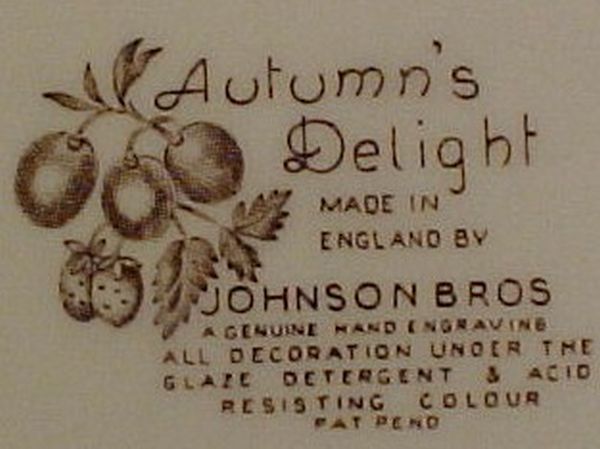 Autumn's
Delight
MADE IN
ENGLAND BY
JOHNSON BROS
A GENUINE HAND ENGRAVING
ALL DECORATION UNDER THE
GLAZE DETERGENT & ACID
RESISTING COLOUR
PAT PEND